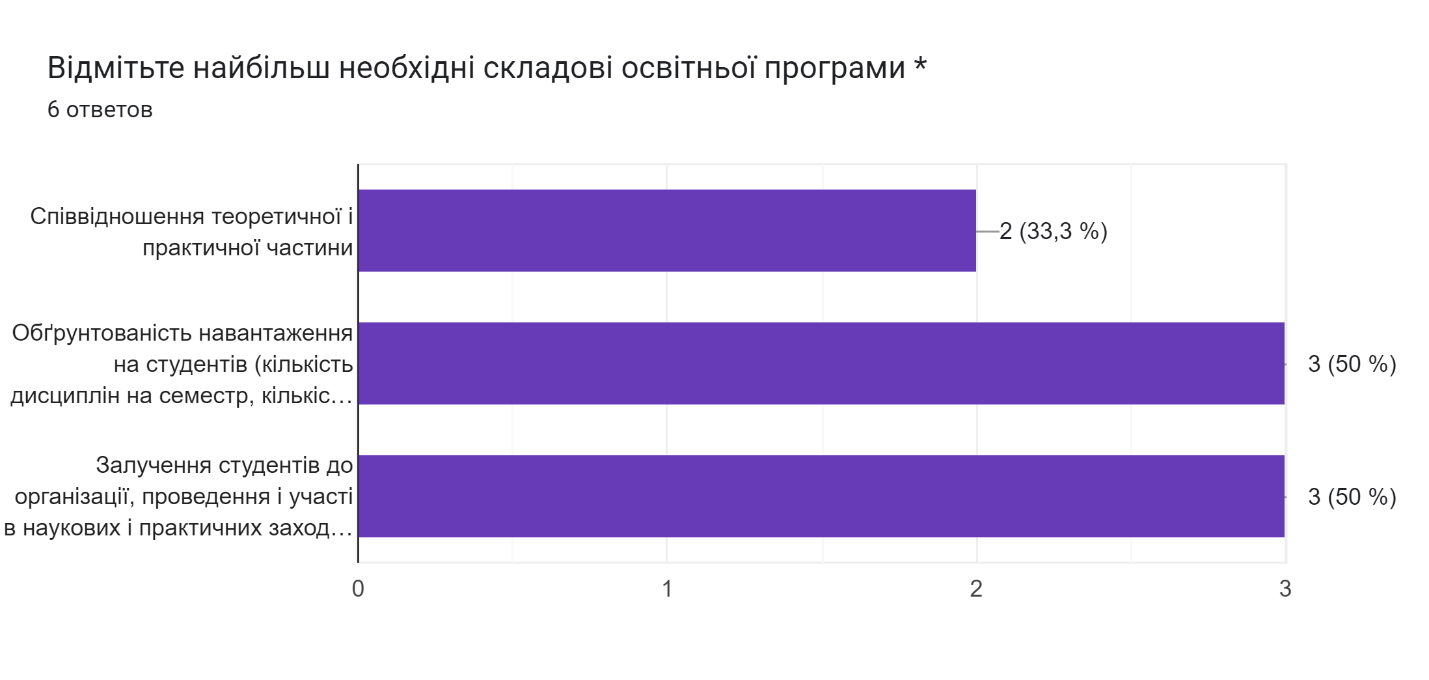 Відмітьте найбільш необхідні складові освітньої програми *
6 ответов
Співвідношення теоретичної і
практичної частини
2 (33,3 %)
Обґрунтованість навантаження
на студентів (кількість
дисциплін на семестр, кількіс…
3 (50 %)
Залучення студентів до
організації, проведення і участі
в наукових і практичних заход…
3 (50 %)
0
1
2
3